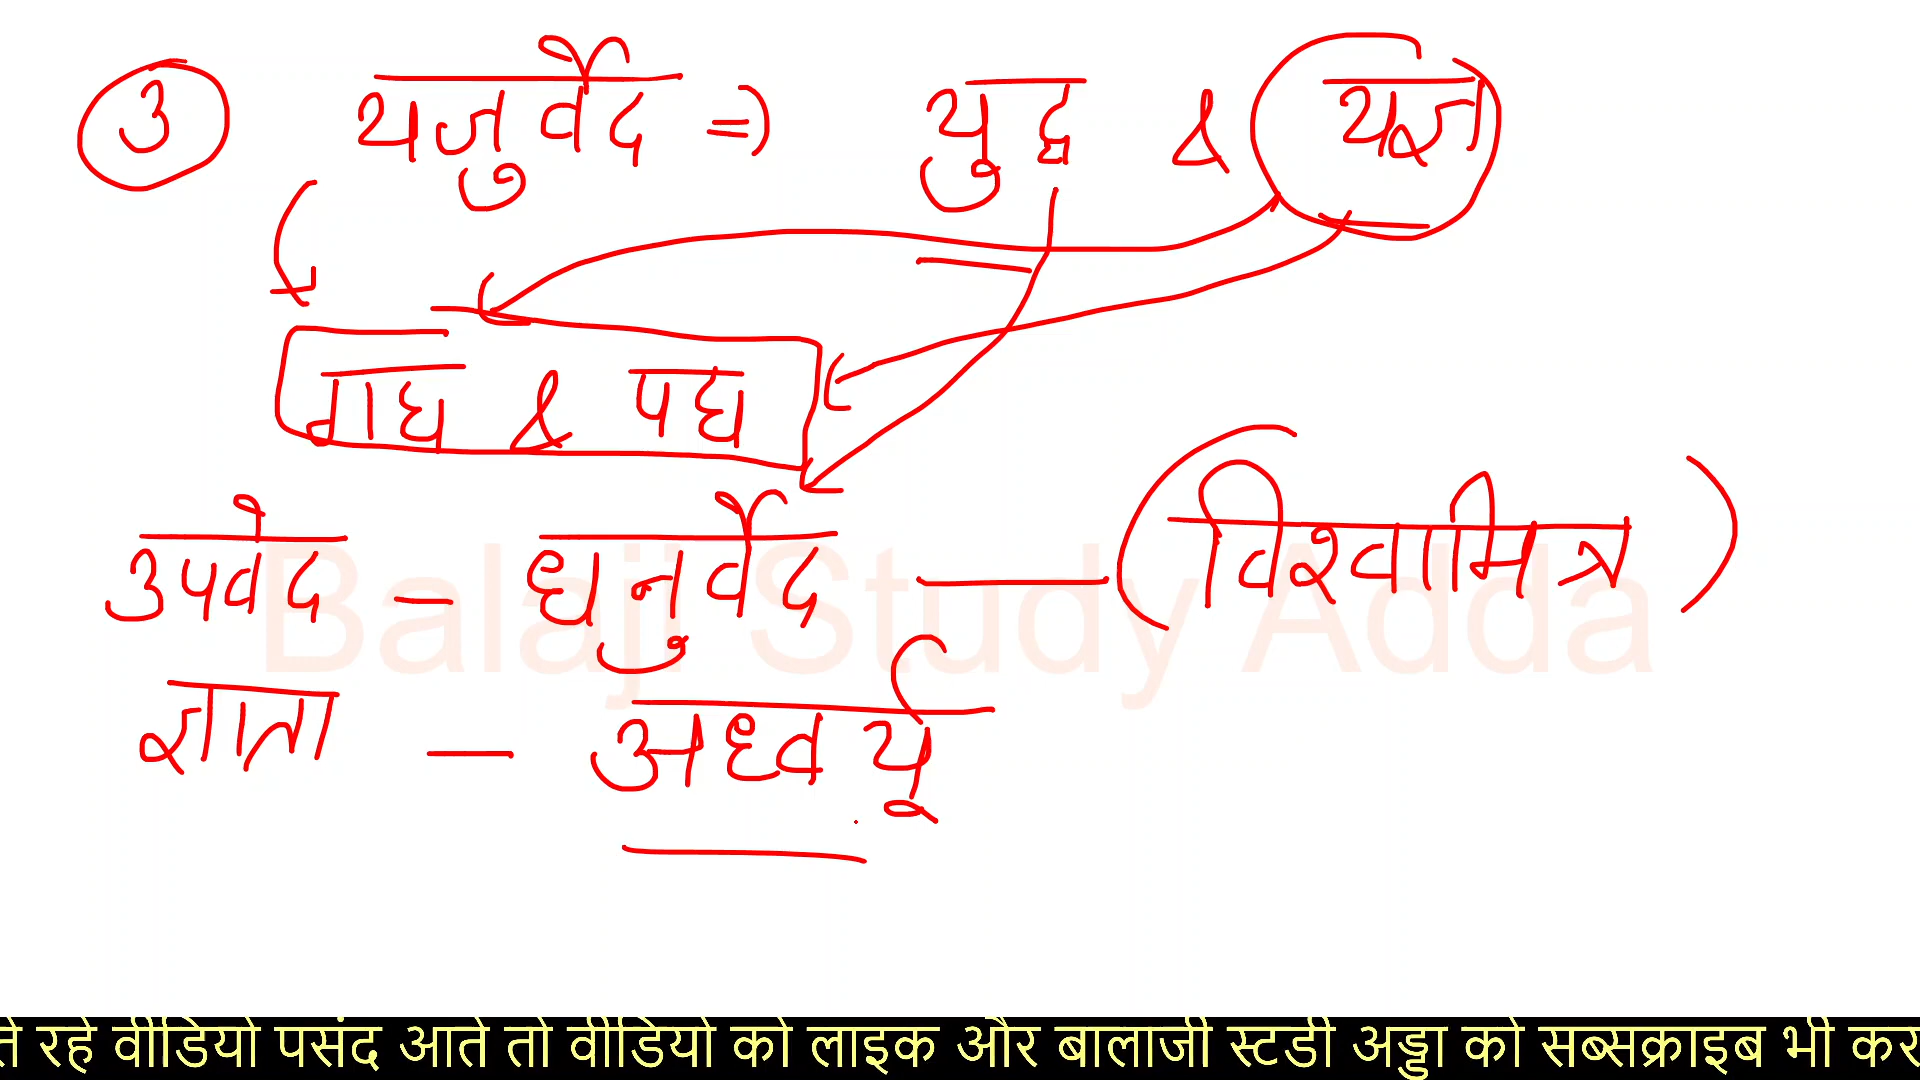 3 यजुर्वेद => युद्ध & यज्ञ
गद्य & पद्य
उपवेद - धनुर्वेद — (विश्वामित्र)
ज्ञाता - अध्वर्यू
Balaji Study Adda
ते रहे वीडियो पसंद आते तो वीडियो को लाइक और बालाजी स्टडी अड्डा को सब्सक्राइब भी कर